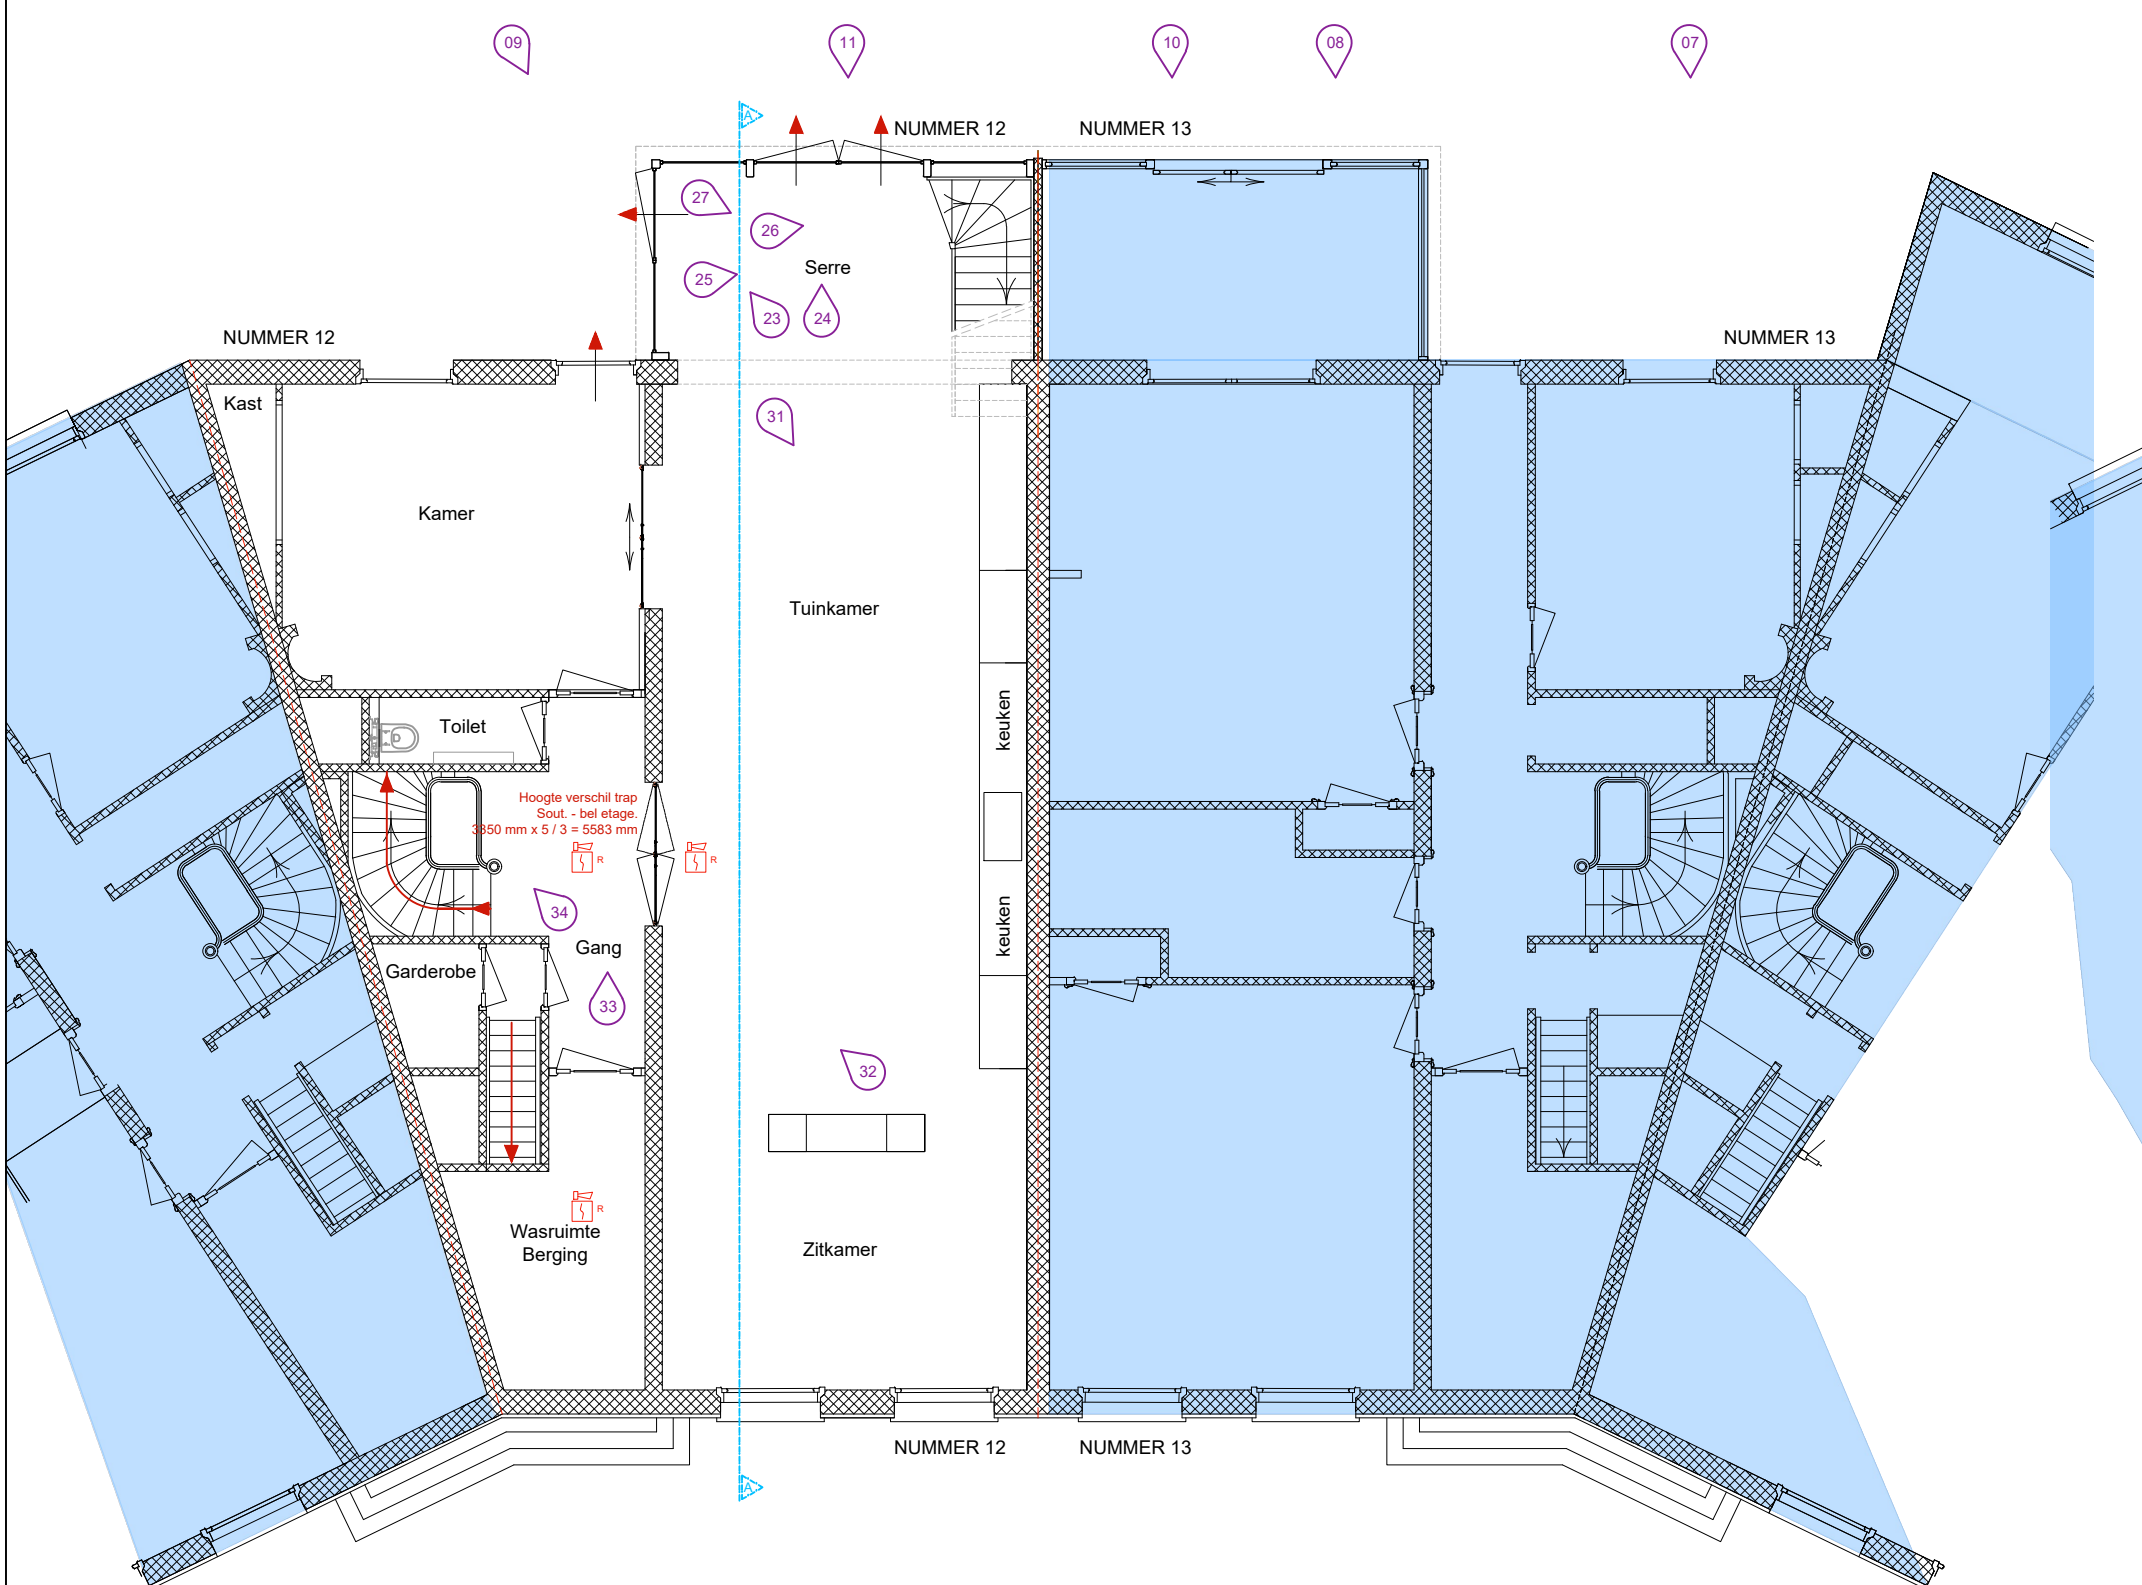 09
11
10
08
07
A
NUMMER 12
NUMMER 13
27
26
25
Serre
23
24
NUMMER 12
NUMMER 13
Kast
31
Kamer
Tuinkamer
keuken
Toilet
Hoogte verschil trap
Sout. - bel etage.
3350 mm x 5 / 3 = 5583 mm
R
R
34
Gang
keuken
Garderobe
33
32
R
Wasruimte
Berging
Zitkamer
NUMMER 12
NUMMER 13
A